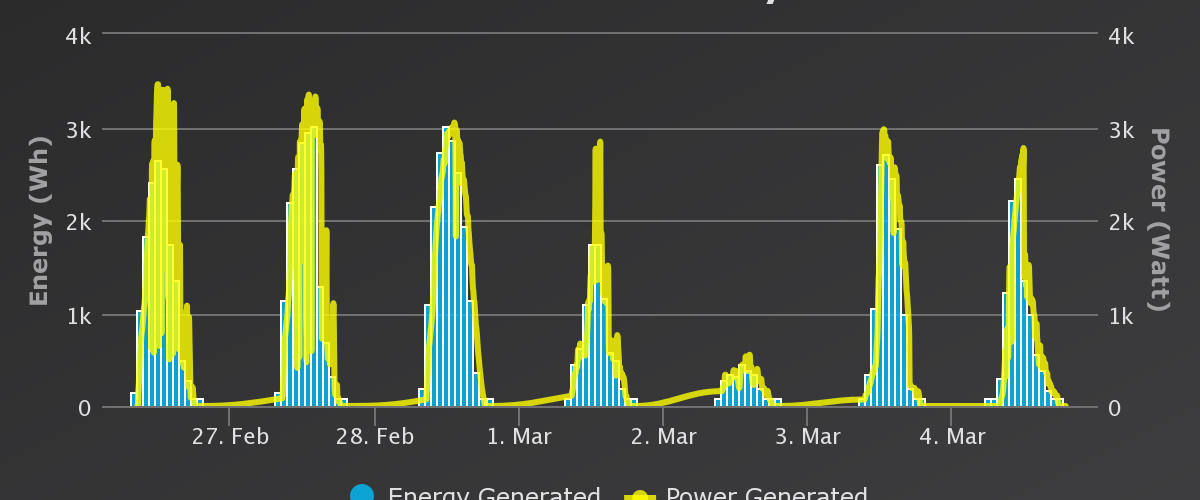 4k
3k
2k
1k
0
Energy (Wh)
4k
3k
2k
1k
0
Power (Watt)
27. Feb
28. Feb
1. Mar
2. Mar
3. Mar
4. Mar
Energy Generated
Power Generated